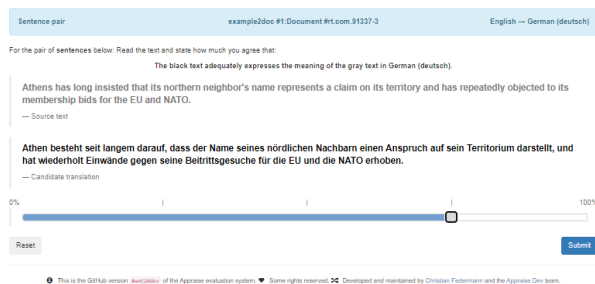 Sentence pair example2doc #1:Document #rt.com.91337-3 English → German (deutsch)
For the pair of sentences below: Read the text and state how much you agree that:
The black text adequately expresses the meaning of the gray text in German (deutsch).
Athens has long insisted that its northern neighbor's name represents a claim on its territory and has repeatedly objected to its
membership bids for the EU and NATO.
— Source text
Athen besteht seit langem darauf, dass der Name seines nördlichen Nachbarn einen Anspruch auf sein Territorium darstellt, und
hat wiederholt Einwände gegen seine Beitrittsgesuche für die EU und die NATO erhoben.
— Candidate translation
0% 100%
Reset Submit
This is the GitHub version of the Appraise evaluation system. ♥ Some rights reserved. Developed and maintained by Christian Federmann and the Appraise Dev team.